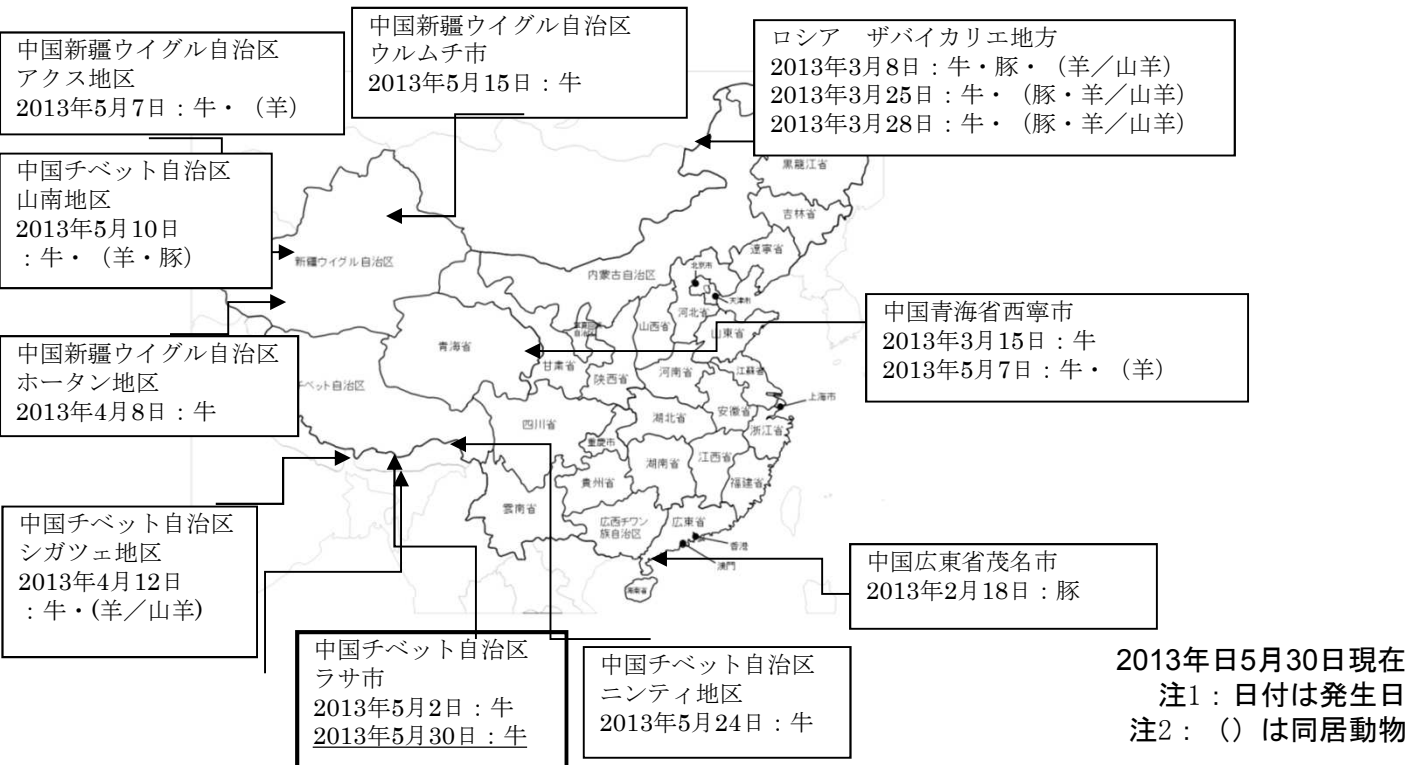 中国新疆ウイグル自治区
アクス地区
2013年5月7日：牛・（羊）
中国新疆ウイグル自治区
ウルムチ市
2013年5月15日：牛
ロシア　ザバイカリエ地方
2013年3月8日：牛・豚・（羊／山羊）
2013年3月25日：牛・（豚・羊／山羊）
2013年3月28日：牛・（豚・羊／山羊）
中国チベット自治区
山南地区
2013年5月10日
：牛・（羊・豚）
中国新疆ウイグル自治区
ホータン地区
2013年4月8日：牛
中国青海省西寧市
2013年3月15日：牛
2013年5月7日：牛・（羊）
中国チベット自治区
シガツェ地区
2013年4月12日
：牛・(羊／山羊)
中国チベット自治区
ラサ市
2013年5月2日：牛
2013年5月30日：牛
中国チベット自治区
ニンティ地区
2013年5月24日：牛
中国広東省茂名市
2013年2月18日：豚
黒龍江省
吉林省
遼寧省
北京市
天津市
内蒙古自治区
新疆ウイグル自治区
河北省
山西省
山東省
青海省
甘粛省
陕西省
河南省
江蘇省
ベット自治区
安徽省
上海市
四川省
湖北省
浙江省
重慶市
湖南省
江西省
貴州省
福建省
雲南省
広西チワン
族自治区
広東省
香港
澳門
海南省
2013年日5月30日現在
注1：日付は発生日
注2：（）は同居動物